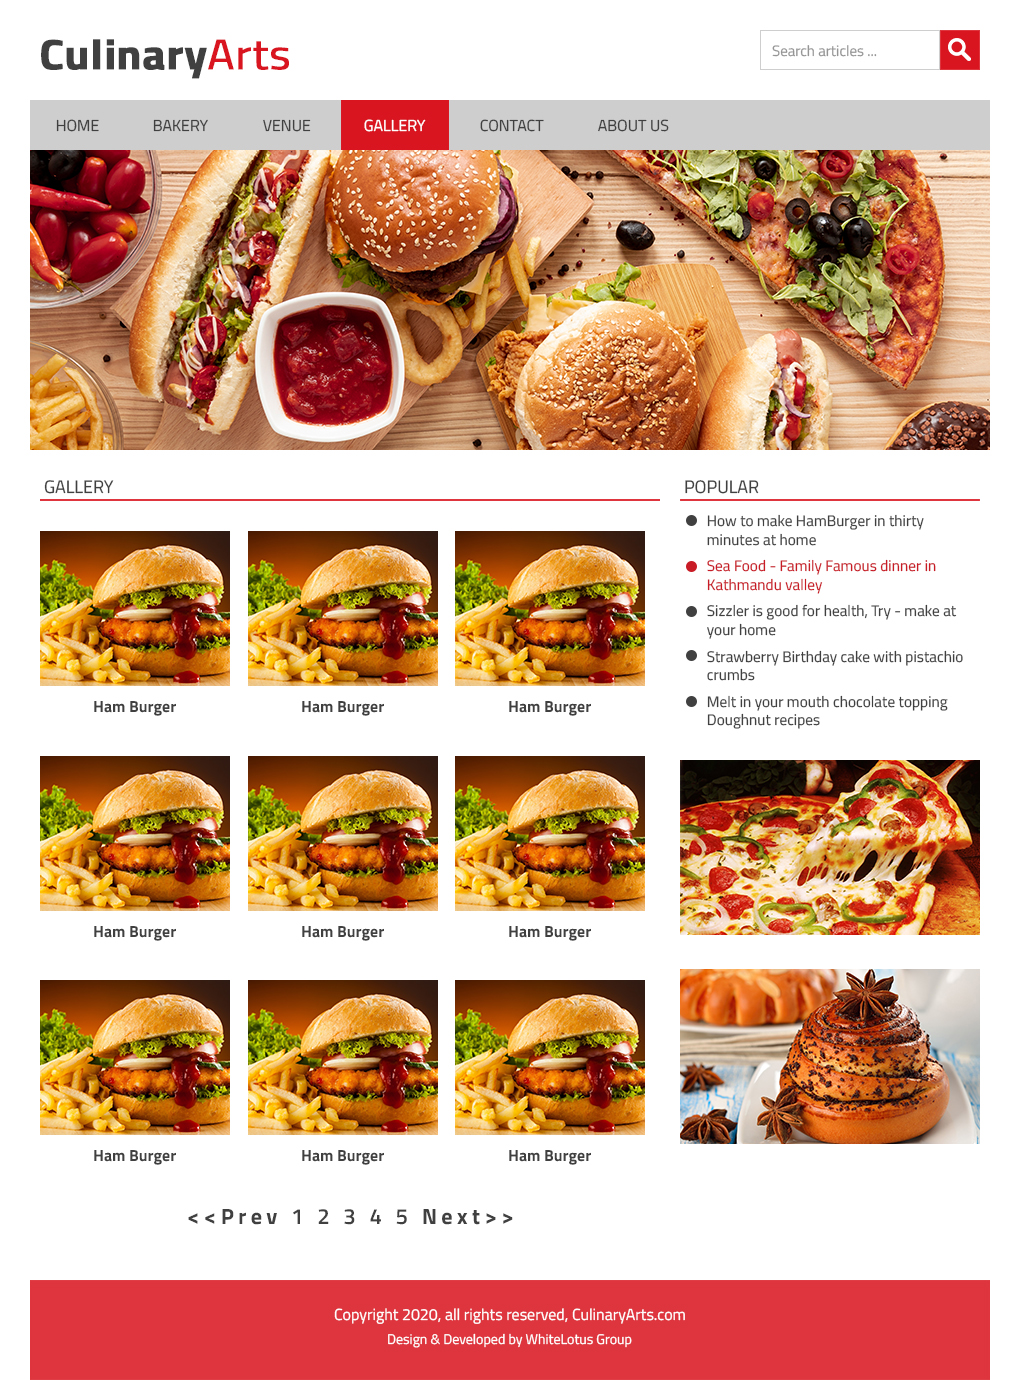 CulinaryArts
Search articles ...
HOME BAKERY VENUE GALLERY CONTACT ABOUT US
GALLERY
Ham Burger Ham Burger Ham Burger
Ham Burger Ham Burger Ham Burger
Ham Burger Ham Burger Ham Burger
<<Prev 1 2 3 4 5 Next>>
POPULAR
How to make HamBurger in thirty
minutes at home
Sea Food - Family Famous dinner in
Kathmandu valley
Sizzler is good for health, Try - make at
your home
Strawberry Birthday cake with pistachio
crumbs
Melt in your mouth chocolate topping
Doughnut recipes
Copyright 2020, all rights reserved, CulinaryArts.com
Design & Developed by WhiteLotus Group